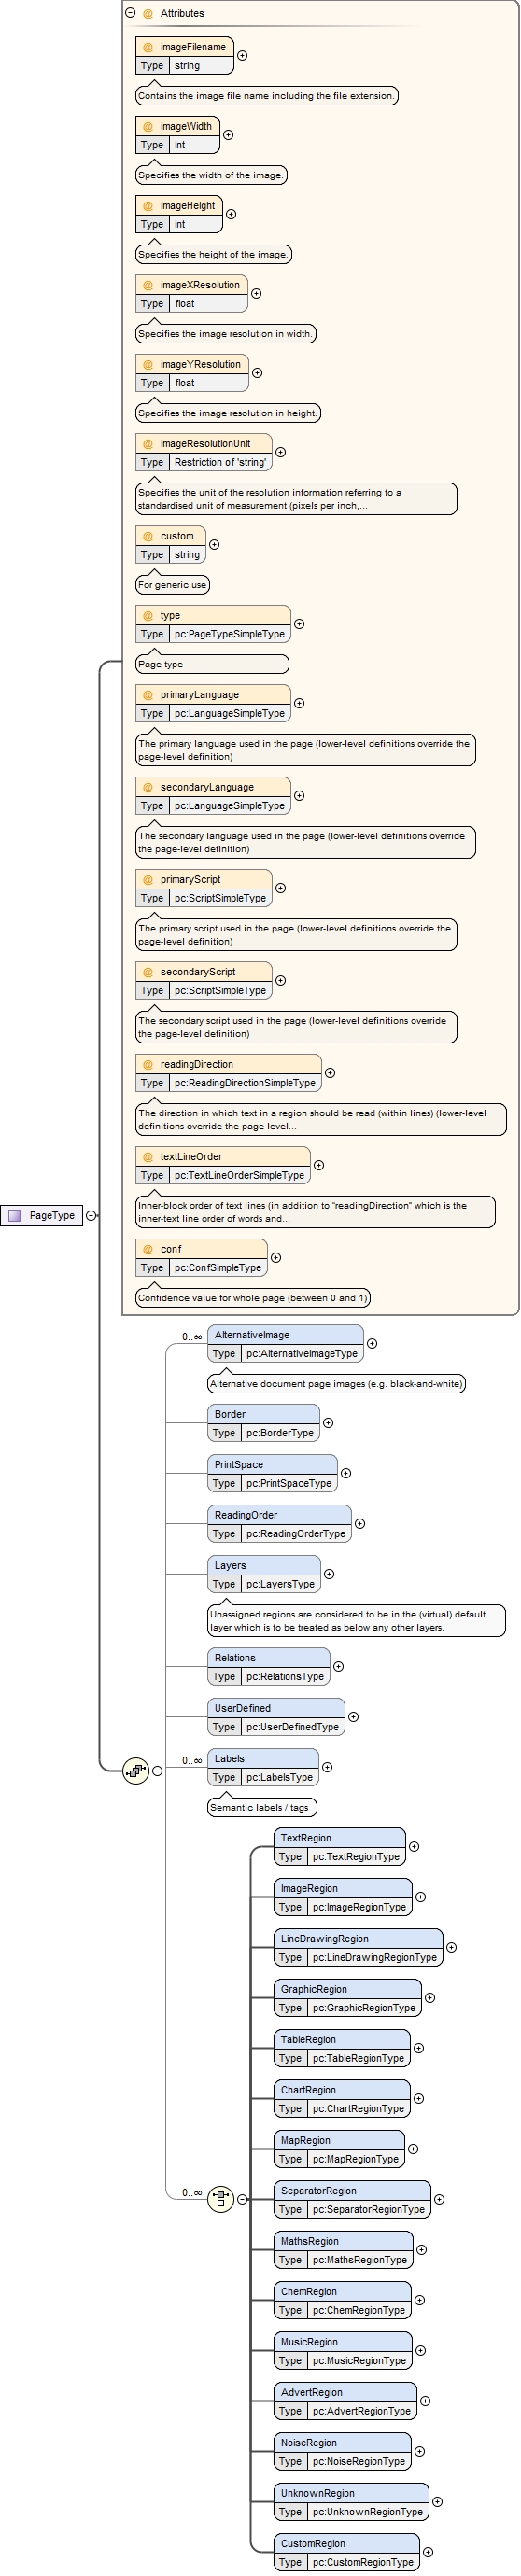 Attributes
@ imageFilename
Type string
Contains the image file name including the file extension.
@ imageWidth
Type int
Specifies the width of the image.
@ imageHeight
Type int
Specifies the height of the image.
@ imageXResolution
Type float
Specifies the image resolution in width.
@ imageYResolution
Type float
Specifies the image resolution in height.
@ imageResolutionUnit
Type Restriction of 'string'
Specifies the unit of the resolution information referring to a
standardised unit of measurement (pixels per inch,...
@ custom
Type string
For generic use
@ type
Type pc:PageTypeSimpleType
Page type
@ primaryLanguage
Type pc:LanguageSimpleType
The primary language used in the page (lower-level definitions override the
page-level definition)
@ secondaryLanguage
Type pc:LanguageSimpleType
The secondary language used in the page (lower-level definitions override
the page-level definition)
@ primaryScript
Type pc:ScriptSimpleType
The primary script used in the page (lower-level definitions override the
page-level definition)
@ secondaryScript
Type pc:ScriptSimpleType
The secondary script used in the page (lower-level definitions override
the page-level definition)
@ readingDirection
Type pc:ReadingDirectionSimpleType
The direction in which text in a region should be read (within lines) (lower-level
definitions override the page-level...
@ textLineOrder
Type pc:TextLineOrderSimpleType
Inner-block order of text lines (in addition to "readingDirection" which is the
inner-text line order of words and...
PageType
@ conf
Type pc:ConfSimpleType
Confidence value for whole page (between 0 and 1)
0..∞ AlternativeImage
Type pc:AlternativeImageType
Alternative document page images (e.g. black-and-white)
Border
Type pc:BorderType
PrintSpace
Type pc:PrintSpaceType
ReadingOrder
Type pc:ReadingOrderType
Layers
Type pc:LayersType
Unassigned regions are considered to be in the (virtual) default
layer which is to be treated as below any other layers.
Relations
Type pc:RelationsType
UserDefined
Type pc:UserDefinedType
0..∞ Labels
Type pc:LabelsType
Semantic labels / tags
TextRegion
Type pc:TextRegionType
ImageRegion
Type pc:ImageRegionType
LineDrawingRegion
Type pc:LineDrawingRegionType
GraphicRegion
Type pc:GraphicRegionType
TableRegion
Type pc:TableRegionType
ChartRegion
Type pc:ChartRegionType
MapRegion
Type pc:MapRegionType
0..∞ SeparatorRegion
Type pc:SeparatorRegionType
MathsRegion
Type pc:MathsRegionType
ChemRegion
Type pc:ChemRegionType
MusicRegion
Type pc:MusicRegionType
AdvertRegion
Type pc:AdvertRegionType
NoiseRegion
Type pc:NoiseRegionType
UnknownRegion
Type pc:UnknownRegionType
CustomRegion
Type pc:CustomRegionType